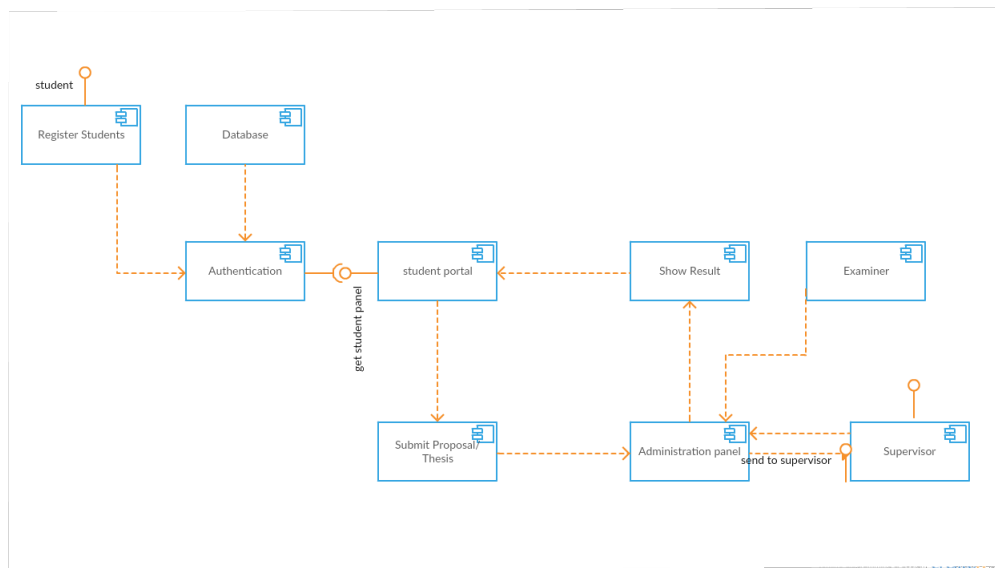 student
Register Students
Database
Authentication
get student panel
student portal
Show Result
Examiner
Submit Proposal/
Thesis
Administration panel
send to supervisor
Supervisor